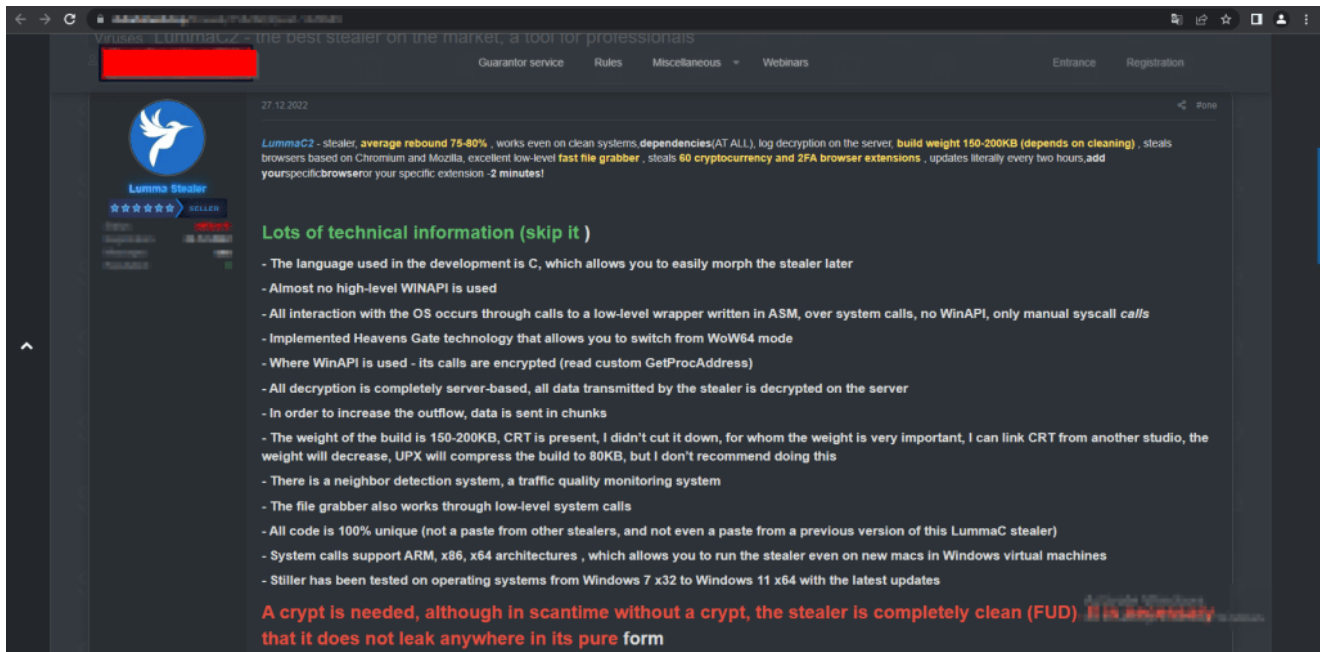 Viruses LummaC2 - the best stealer on the market, a tool for professionals
Guarantor service Rules Miscellaneous Webinars Entrance Registration
27.12.2022 #one
LummaC2 - stealer, average rebound 75-80% , works even on clean systems,dependencies(AT ALL), log decryption on the server, build weight 150-200KB (depends on cleaning) , steals
browsers based on Chromium and Mozilla, excellent low-level fast file grabber , steals 60 cryptocurrency and 2FA browser extensions , updates literally every two hours,add
yourspecificbrowseror your specific extension -2 minutes!
Lumma Stealer
SELLER
Lots of technical information (skip it )
- The language used in the development is C, which allows you to easily morph the stealer later
- Almost no high-level WINAPI is used
- All interaction with the OS occurs through calls to a low-level wrapper written in ASM, over system calls, no WinAPI, only manual syscall calls
- Implemented Heavens Gate technology that allows you to switch from WoW64 mode
- Where WinAPI is used - its calls are encrypted (read custom GetProcAddress)
- All decryption is completely server-based, all data transmitted by the stealer is decrypted on the server
- In order to increase the outflow, data is sent in chunks
- The weight of the build is 150-200KB, CRT is present, I didn't cut it down, for whom the weight is very important, I can link CRT from another studio, the
weight will decrease, UPX will compress the build to 80KB, but I don't recommend doing this
- There is a neighbor detection system, a traffic quality monitoring system
- The file grabber also works through low-level system calls
- All code is 100% unique (not a paste from other stealers, and not even a paste from a previous version of this LummaC stealer)
- System calls support ARM, x86, x64 architectures , which allows you to run the stealer even on new macs in Windows virtual machines
- Stiller has been tested on operating systems from Windows 7 x32 to Windows 11 x64 with the latest updates
A crypt is needed, although in scantime without a crypt, the stealer is completely clean (FUD)
that it does not leak anywhere in its pure form